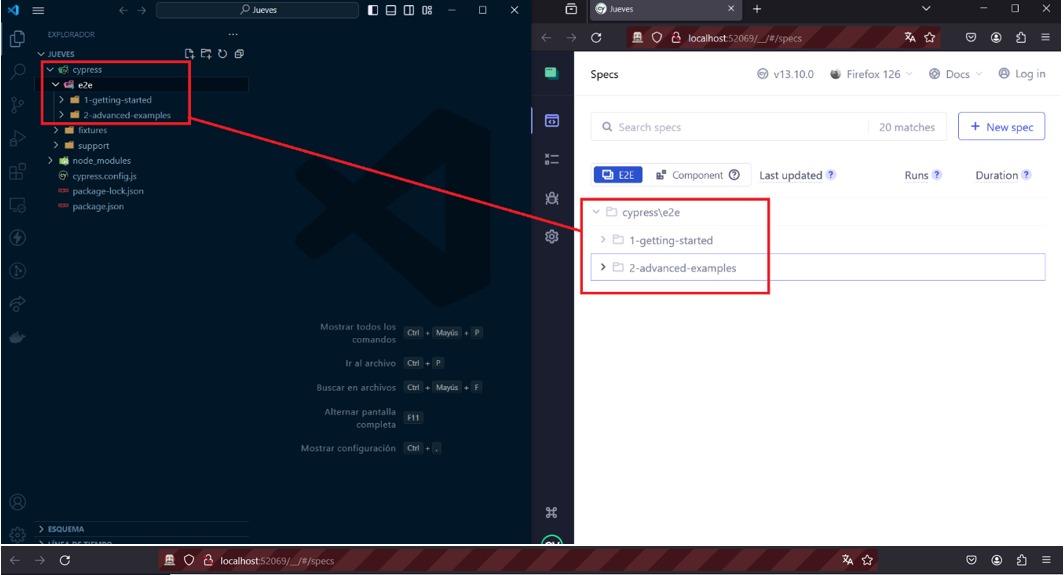 Jueves
EXPLORADOR
JUEVES
cypress
e2e
1-getting-started
2-advanced-examples
fixtures
support
node_modules
cypress.config.js
package-lock.json
package.json
Mostrar todos los comandos Ctrl + Mayús + P
Ir al archivo Ctrl + P
Buscar en archivos Ctrl + Mayús + F
Alternar pantalla completa F11
Mostrar configuración Ctrl + ,
ESQUEMA
LÍNEA DE TIEMPO
Jueves
localhost:52069/__/#/specs
Specs
v13.10.0
Firefox 126
Docs
Log in
Search specs
20 matches
+ New spec
E2E
Component
Last updated ?
Runs ?
Duration ?
cypress\e2e
1-getting-started
2-advanced-examples
localhost:52069/__/#/specs